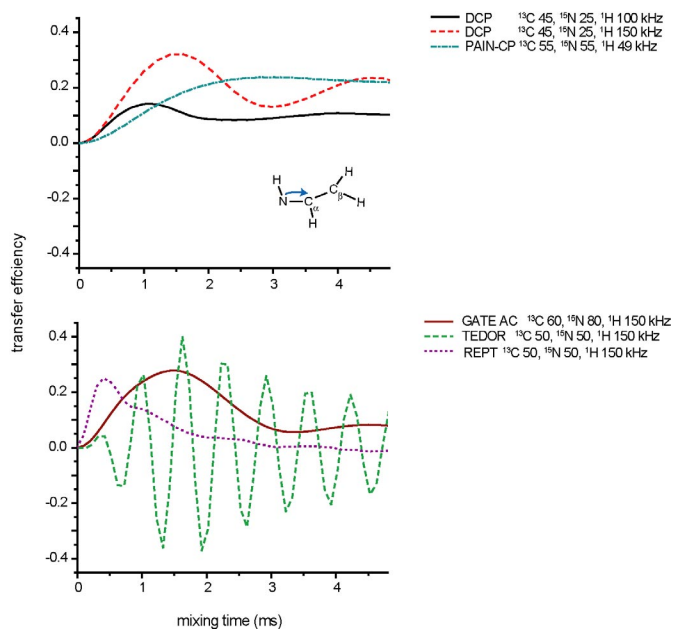 DCP ¹³C 45, ¹⁵N 25, ¹H 100 kHz
DCP ¹³C 45, ¹⁵N 25, ¹H 150 kHz
PAIN-CP ¹³C 55, ¹⁵N 55, ¹H 49 kHz
0.4
0.2
0.0
-0.2
-0.4
0
1
2
3
4
H
H
N
C
α
C
β
H
H
transfer effciency
GATE AC ¹³C 60, ¹⁵N 80, ¹H 150 kHz
TEDOR ¹³C 50, ¹⁵N 50, ¹H 150 kHz
REPT ¹³C 50, ¹⁵N 50, ¹H 150 kHz
0.4
0.2
0.0
-0.2
-0.4
0
1
2
3
4
mixing time (ms)